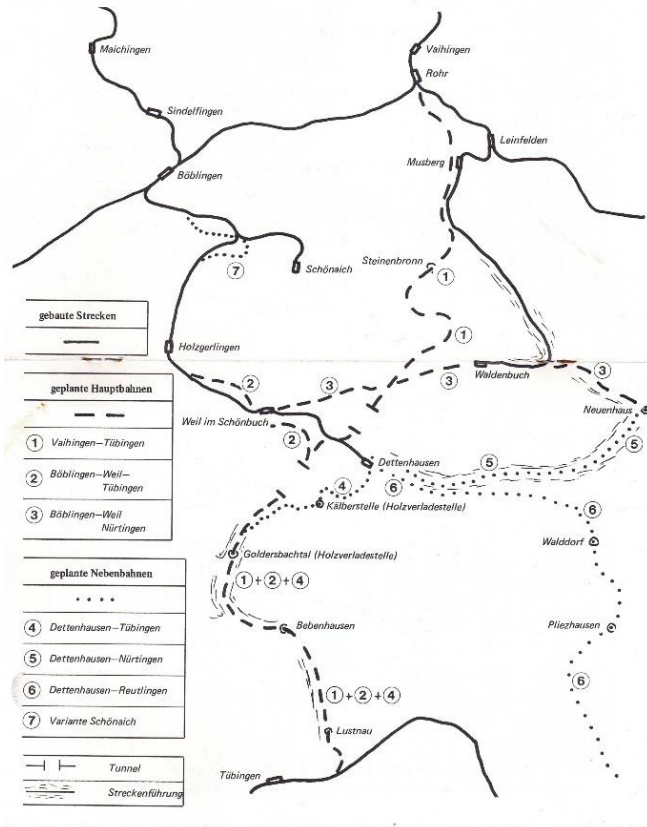 Maichingen
Vaihingen
Rohr
Sindelfingen
Leinfelden
Musberg
Böblingen
Steinenbronn
1
7
Schönaich
gebaute Strecken
1
Holzgerlingen
geplante Hauptbahnen
2
3
3
Waldenbuch
3
Neuenhaus
1 Vaihingen–Tübingen
Weil im Schönbuch
2
2 Böblingen–Weil–
Tübingen
Dettenhausen
5
5
3 Böblingen–Weil
Nürtingen
4
6
Kälberstelle (Holzverladestelle)
6
Walddorf
Goldersbachtal (Holzverladestelle)
geplante Nebenbahnen
1 + 2 + 4
4 Dettenhausen–Tübingen
Bebenhausen
Pliezhausen
5 Dettenhausen–Nürtingen
6 Dettenhausen–Reutlingen
6
1 + 2 + 4
7 Variante Schönaich
Lustnau
Tunnel
Tübingen
Streckenführung